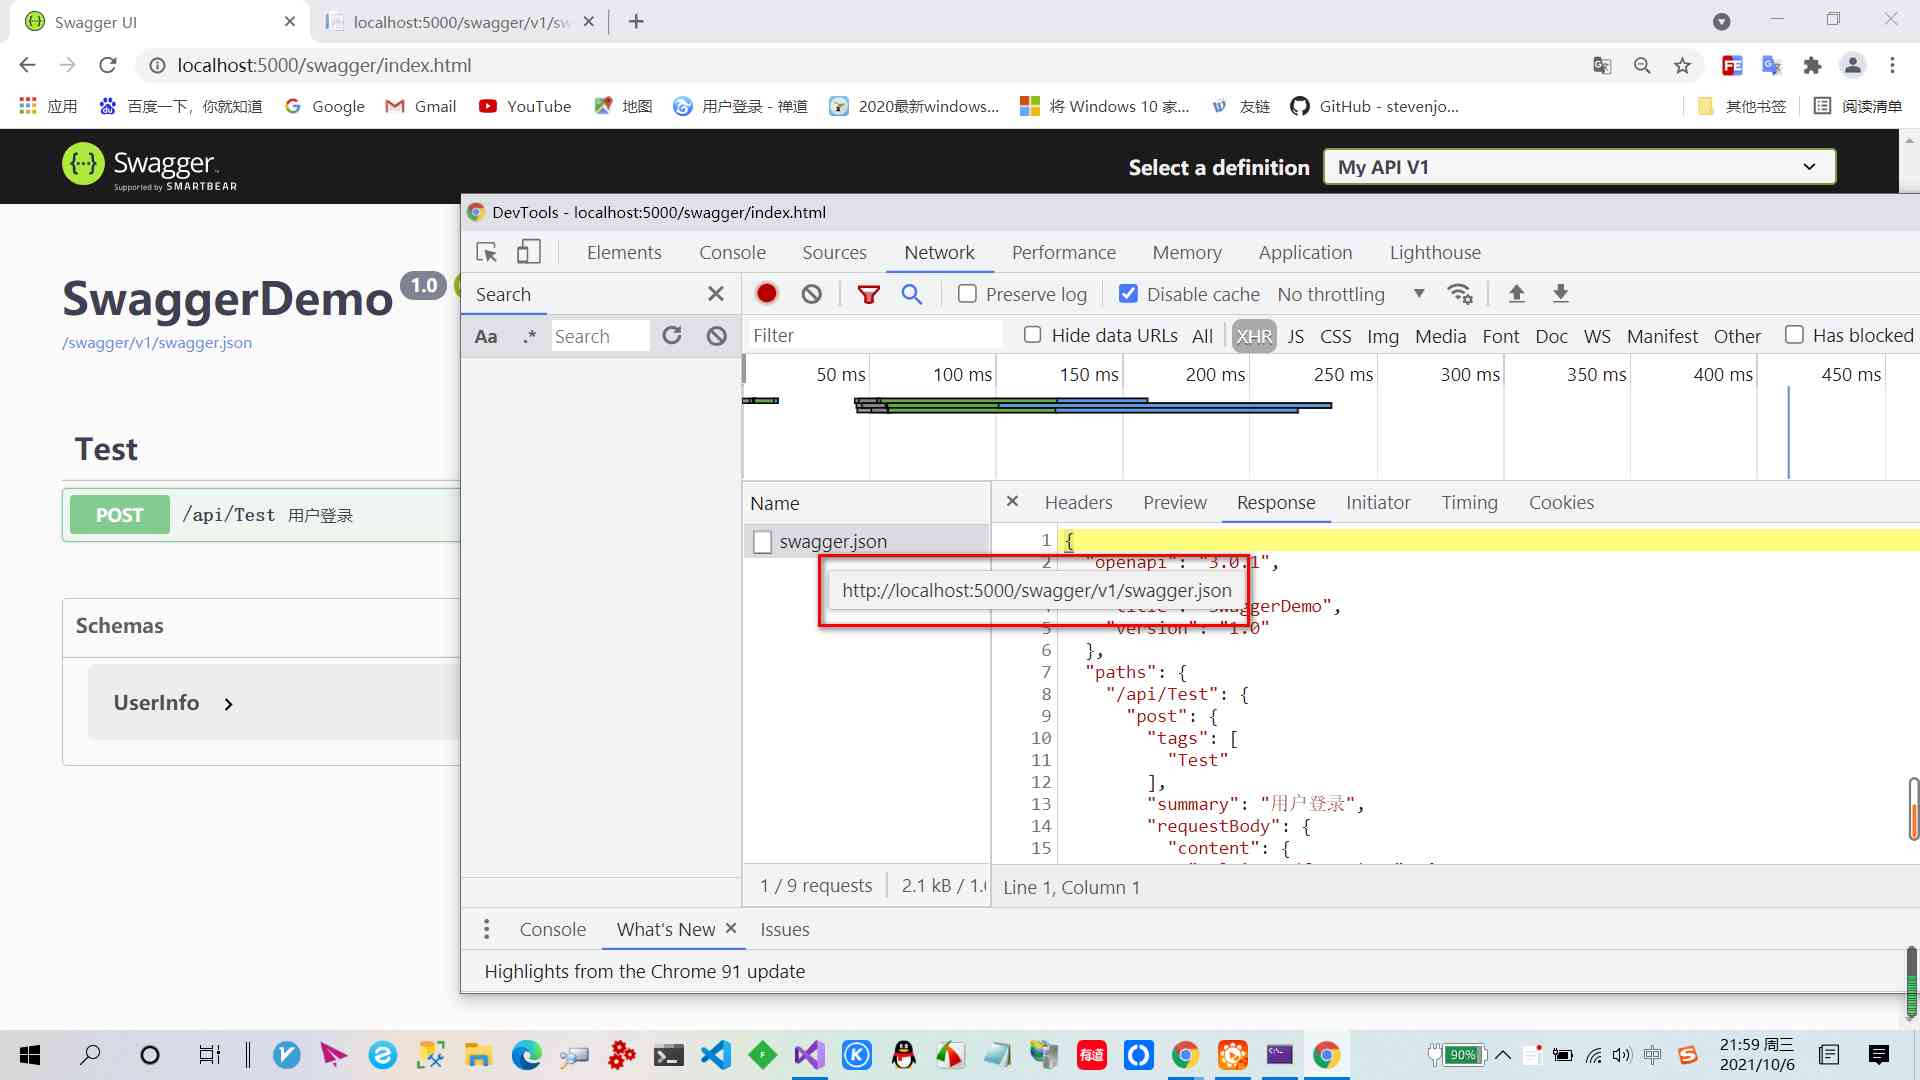 Swagger UI
localhost:5000/swagger/v1/sw
localhost:5000/swagger/index.html
应用
百度一下，你就知道
Google
Gmail
YouTube
地图
用户登录 - 禅道
2020最新windows...
将 Windows 10 家...
友链
GitHub - stevenjo...
其他书签
阅读清单
Swagger
Supported by SMARTBEAR
Select a definition
My API V1
DevTools - localhost:5000/swagger/index.html
Elements Console Sources Network Performance Memory Application Lighthouse
SwaggerDemo 1.0
/swagger/v1/swagger.json
Search
Preserve log
Disable cache
No throttling
Aa .* Search
Filter
Hide data URLs
All XHR JS CSS Img Media Font Doc WS Manifest Other
Has blocked
50 ms 100 ms 150 ms 200 ms 250 ms 300 ms 350 ms 400 ms 450 ms
Test
POST /api/Test 用户登录
Schemas
UserInfo
Name
Headers Preview Response Initiator Timing Cookies
swagger.json
http://localhost:5000/swagger/v1/swagger.json
1 {
2 "openapi": "3.0.1",
4 "title": "SwaggerDemo",
5 "version": "1.0"
6 },
7 "paths": {
8 "/api/Test": {
9 "post": {
10 "tags": [
11 "Test"
12 ],
13 "summary": "用户登录",
14 "requestBody": {
15 "content": {
1 / 9 requests
2.1 kB / 1.
Line 1, Column 1
Console What's New Issues
Highlights from the Chrome 91 update
有道
90%
中
21:59 周三
2021/10/6